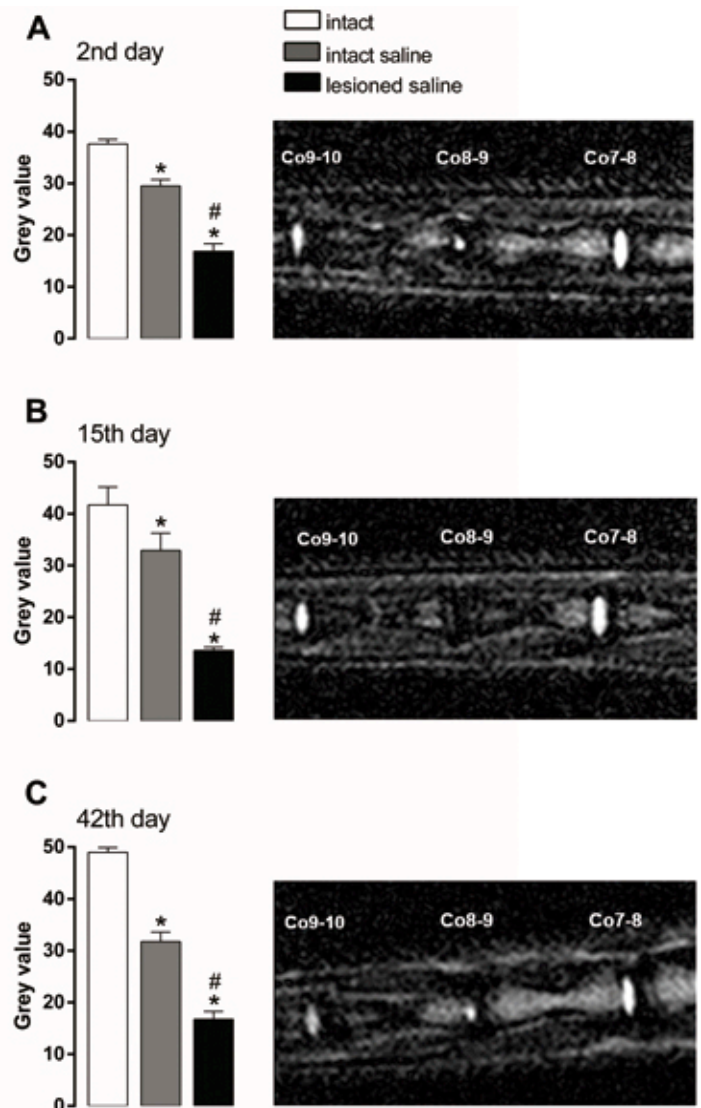 A
2nd day
intact
intact saline
lesioned saline
50
40
30
20
10
0
Grey value
*
#
*
Co9-10 Co8-9 Co7-8
B
15th day
50
40
30
20
10
0
Grey value
*
#
*
Co9-10 Co8-9 Co7-8
C
42th day
50
40
30
20
10
0
Grey value
*
#
*
Co9-10 Co8-9 Co7-8